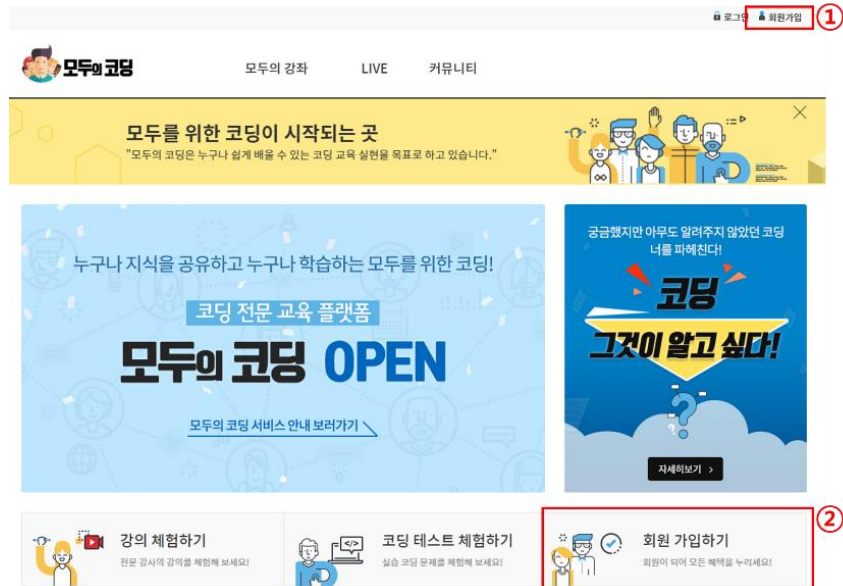 로그인 회원가입 ①
모두의 코딩 모두의 강좌 LIVE 커뮤니티
모두를 위한 코딩이 시작되는 곳
"모두의 코딩은 누구나 쉽게 배울 수 있는 코딩 교육 실현을 목표로 하고 있습니다."
누구나 지식을 공유하고 누구나 학습하는 모두를 위한 코딩!
코딩 전문 교육 플랫폼
모두의 코딩 OPEN
모두의 코딩 서비스 안내 보러가기
궁금했지만 아무도 알려주지 않았던 코딩
너를 파헤친다!
코딩
그것이 알고 싶다!
자세히보기 >
②
강의 체험하기
전문 강사의 강의를 체험해 보세요!
코딩 테스트 체험하기
실습 코딩 문제를 체험해 보세요!
회원 가입하기
회원이 되어 모든 혜택을 누리세요!